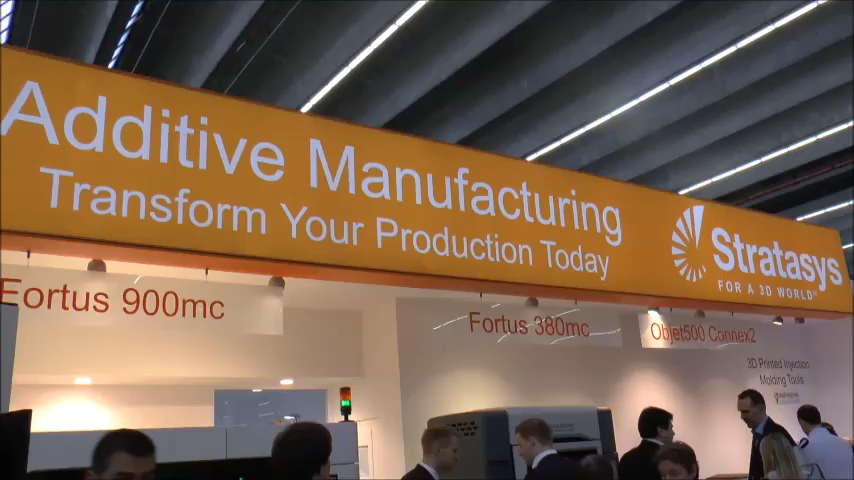 Additive Manufacturing
Transform Your Production Today
Stratasys
FOR A 3D WORLD
Fortus 900mc
Fortus 380mc
Objet500 Connex2
3D Printed Injection
Molding Tools